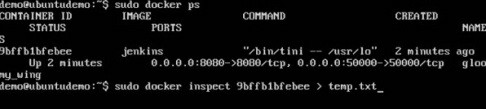 demo@ubuntudemo:~$ sudo docker ps
CONTAINER ID IMAGE COMMAND CREATED
STATUS PORTS NAME
S
9bffb1bfebee jenkins "/bin/tini -- /usr/lo" 2 minutes ago
Up 2 minutes 0.0.0.0:8080->8080/tcp, 0.0.0.0:50000->50000/tcp gloo
my_wing
demo@ubuntudemo:~$ sudo docker inspect 9bffb1bfebee > temp.txt_